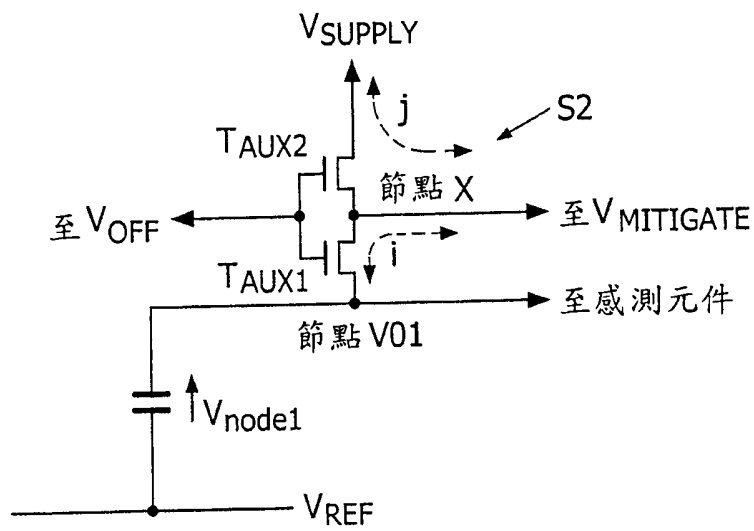 VSUPPLY
j
S2
TAUX2
節點 X
至 VOFF
至 VMITIGATE
TAUX1
i
至感測元件
節點 V01
Vnode1
VREF